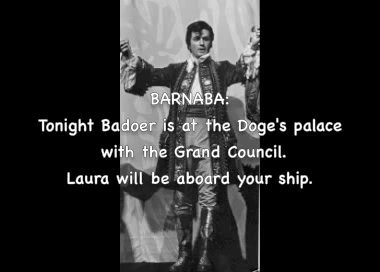 BARNABA:
Tonight Badoer is at the Doge's palace
with the Grand Council.
Laura will be aboard your ship.